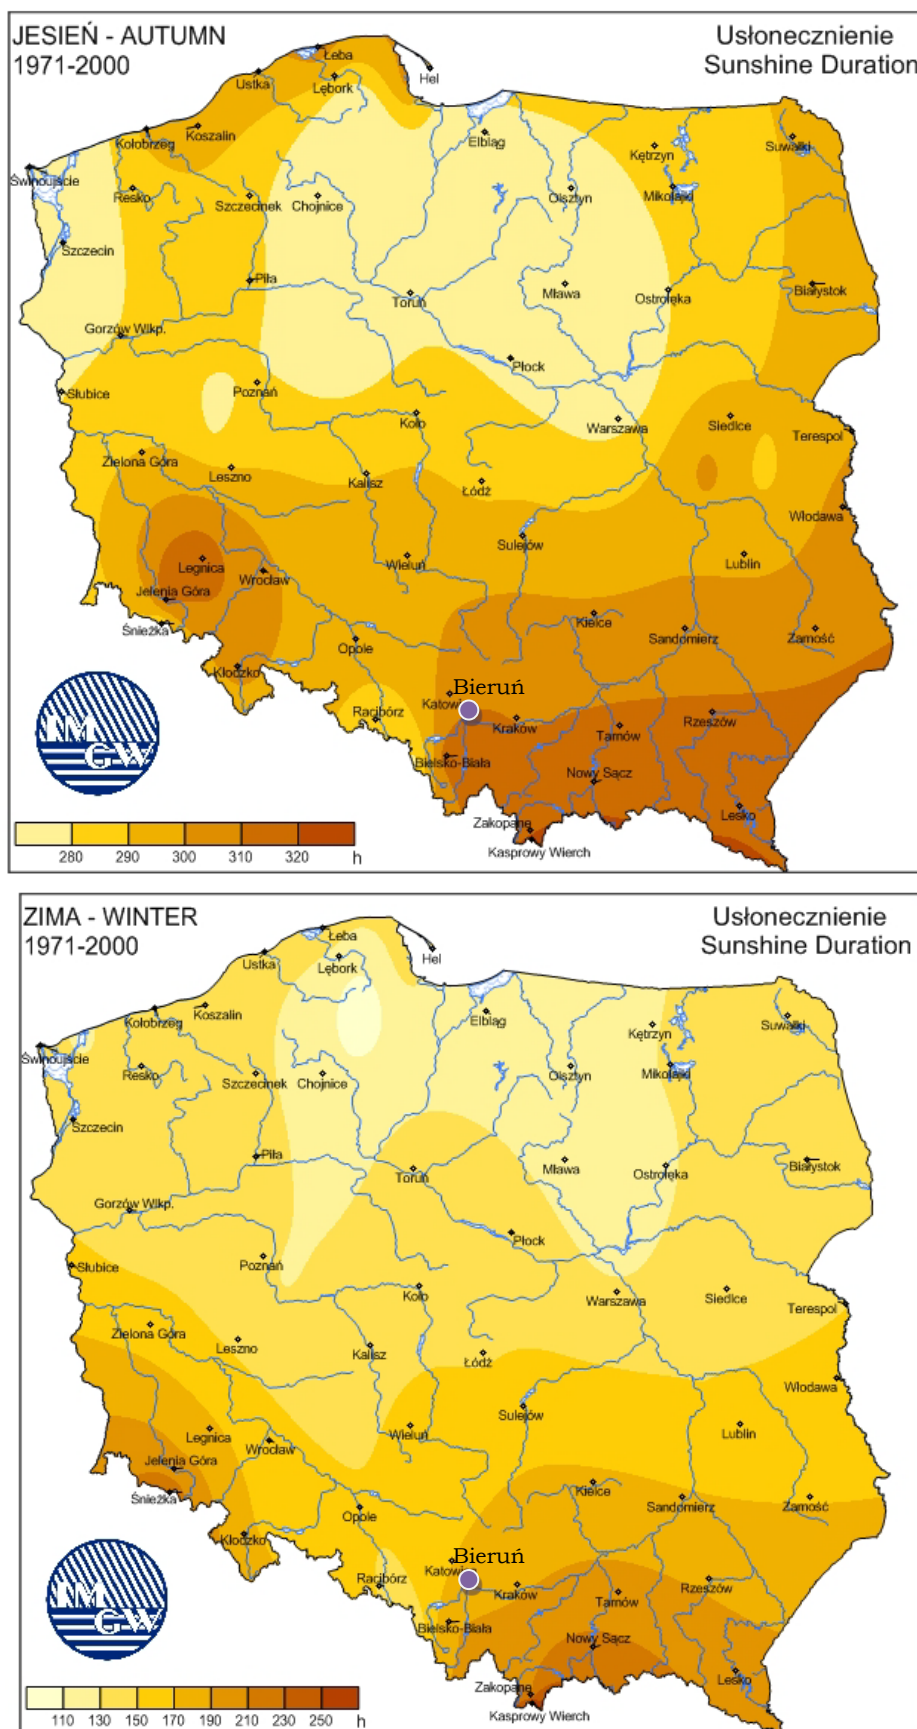 JESIEŃ - AUTUMN
1971-2000
Usłonecznienie
Sunshine Duration
Łeba
Hel
Ustka
Lębork
Koszalin
Kołobrzeg
Elbląg
Suwałki
Kętrzyn
Świnoujście
Resko
Szczecinek
Chojnice
Olsztyn
Mikołajki
Szczecin
Piła
Toruń
Mława
Ostrołęka
Białystok
Gorzów Wlkp.
Płock
Słubice
Poznań
Koło
Warszawa
Siedlce
Terespol
Zielona Góra
Leszno
Kalisz
Łódź
Włodawa
Sulejów
Legnica
Wrocław
Wieluń
Lublin
Jelenia Góra
Śnieżka
Kielce
Sandomierz
Zamość
Opole
Kłodzko
Bieruń
Katowi
Racibórz
Kraków
Tarnów
Rzeszów
Bielsko-Biała
Nowy Sącz
Zakopane
Lesko
Kasprowy Wierch
IM
GW
280 290 300 310 320 h
ZIMA - WINTER
1971-2000
Usłonecznienie
Sunshine Duration
Łeba
Hel
Ustka
Lębork
Koszalin
Kołobrzeg
Elbląg
Suwałki
Kętrzyn
Świnoujście
Resko
Szczecinek
Chojnice
Olsztyn
Mikołajki
Szczecin
Piła
Toruń
Mława
Ostrołęka
Białystok
Gorzów Wlkp.
Płock
Słubice
Poznań
Koło
Warszawa
Siedlce
Terespol
Zielona Góra
Leszno
Kalisz
Łódź
Włodawa
Sulejów
Legnica
Wrocław
Wieluń
Lublin
Jelenia Góra
Śnieżka
Kielce
Sandomierz
Zamość
Opole
Kłodzko
Bieruń
Katowi
Racibórz
Kraków
Tarnów
Rzeszów
Bielsko-Biała
Nowy Sącz
Zakopane
Lesko
Kasprowy Wierch
IM
GW
110 130 150 170 190 210 230 250 h